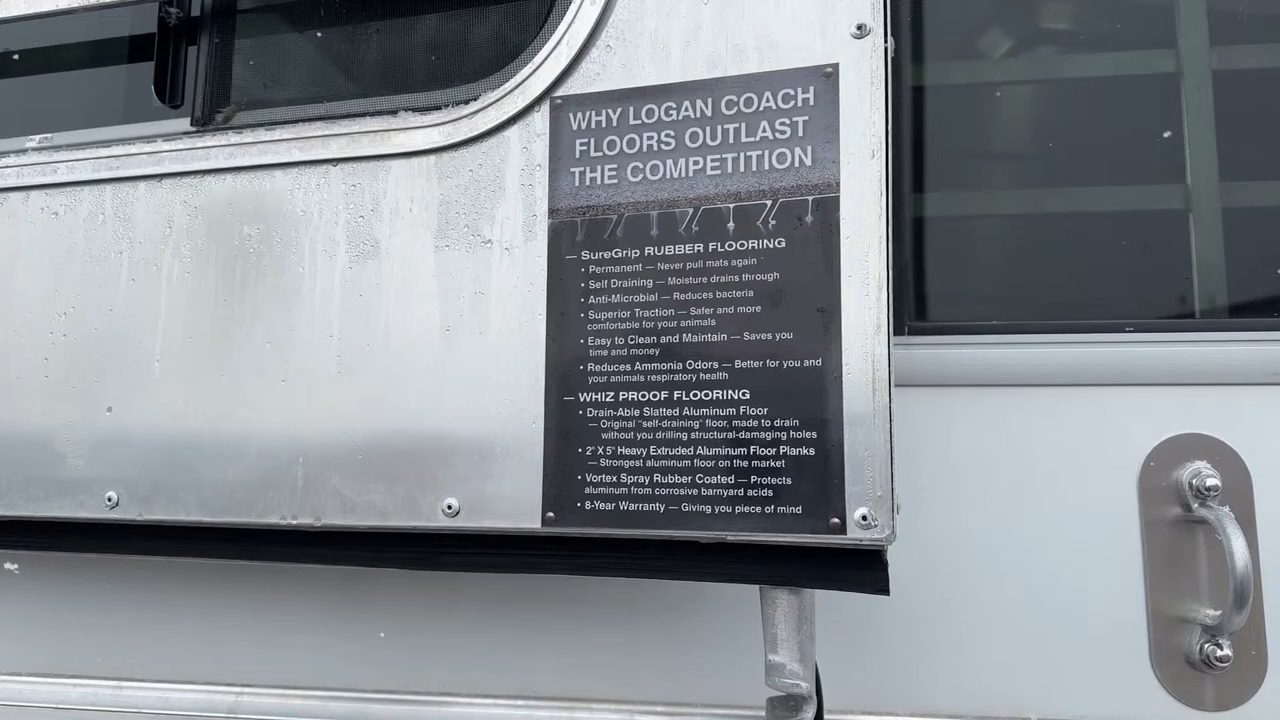 WHY LOGAN COACH
FLOORS OUTLAST
THE COMPETITION
— SureGrip RUBBER FLOORING
• Permanent — Never pull mats again
• Self Draining — Moisture drains through
• Anti-Microbial — Reduces bacteria
• Superior Traction — Safer and more
comfortable for your animals
• Easy to Clean and Maintain — Saves you
time and money
• Reduces Ammonia Odors — Better for you and
your animals respiratory health
— WHIZ PROOF FLOORING
• Drain-Able Slatted Aluminum Floor
— Original "self-draining" floor, made to drain
without you drilling structural-damaging holes
• 2" X 5" Heavy Extruded Aluminum Floor Planks
— Strongest aluminum floor on the market
• Vortex Spray Rubber Coated — Protects
aluminum from corrosive barnyard acids
• 8-Year Warranty — Giving you piece of mind